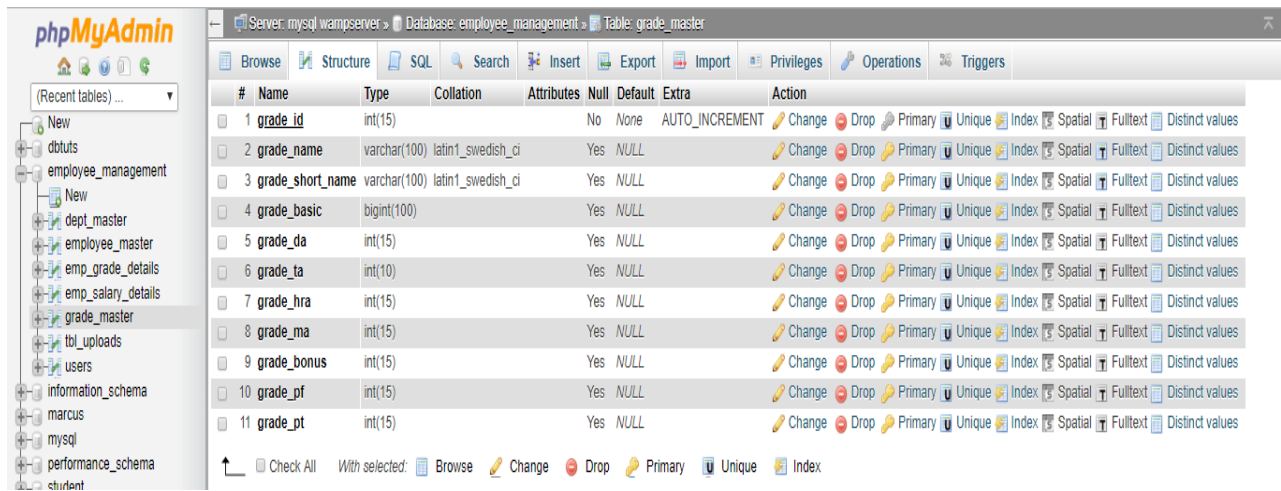 phpMyAdmin
(Recent tables) ...
New
dbtuts
employee_management
New
dept_master
employee_master
emp_grade_details
emp_salary_details
grade_master
tbl_uploads
users
information_schema
marcus
mysql
performance_schema
student
Server: mysql wampserver » Database: employee_management » Table: grade_master
Browse Structure SQL Search Insert Export Import Privileges Operations Triggers
# Name Type Collation Attributes Null Default Extra Action
1 grade_id int(15) No None AUTO_INCREMENT Change Drop Primary Unique Index Spatial Fulltext Distinct values
2 grade_name varchar(100) latin1_swedish_ci Yes NULL Change Drop Primary Unique Index Spatial Fulltext Distinct values
3 grade_short_name varchar(100) latin1_swedish_ci Yes NULL Change Drop Primary Unique Index Spatial Fulltext Distinct values
4 grade_basic bigint(100) Yes NULL Change Drop Primary Unique Index Spatial Fulltext Distinct values
5 grade_da int(15) Yes NULL Change Drop Primary Unique Index Spatial Fulltext Distinct values
6 grade_ta int(10) Yes NULL Change Drop Primary Unique Index Spatial Fulltext Distinct values
7 grade_hra int(15) Yes NULL Change Drop Primary Unique Index Spatial Fulltext Distinct values
8 grade_ma int(15) Yes NULL Change Drop Primary Unique Index Spatial Fulltext Distinct values
9 grade_bonus int(15) Yes NULL Change Drop Primary Unique Index Spatial Fulltext Distinct values
10 grade_pf int(15) Yes NULL Change Drop Primary Unique Index Spatial Fulltext Distinct values
11 grade_pt int(15) Yes NULL Change Drop Primary Unique Index Spatial Fulltext Distinct values
Check All With selected: Browse Change Drop Primary Unique Index